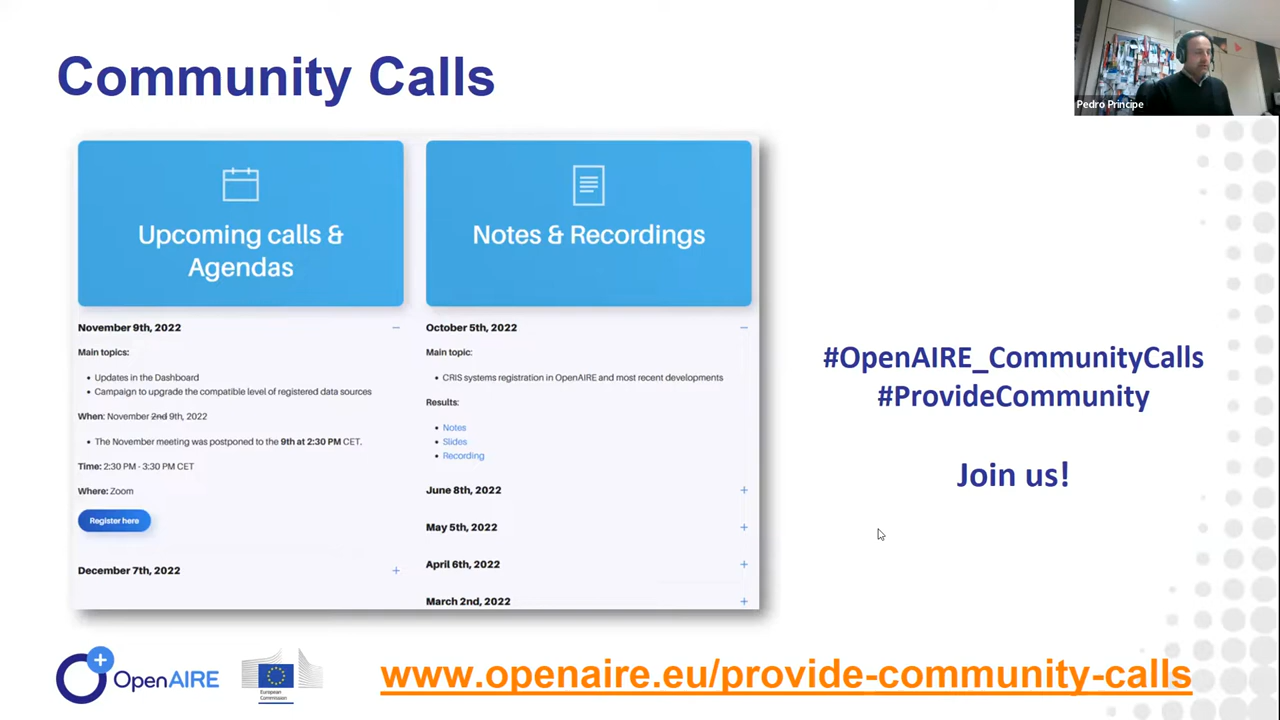 Community Calls
Pedro Principe
Upcoming calls &
Agendas
November 9th, 2022
Main topics:
Updates in the Dashboard
Campaign to upgrade the compatible level of registered data sources
When: November 2nd 9th, 2022
The November meeting was postponed to the 9th at 2:30 PM CET.
Time: 2:30 PM - 3:30 PM CET
Where: Zoom
Register here
December 7th, 2022
Notes & Recordings
October 5th, 2022
Main topic:
CRIS systems registration in OpenAIRE and most recent developments
Results:
Notes
Slides
Recording
June 8th, 2022
May 5th, 2022
April 6th, 2022
March 2nd, 2022
#OpenAIRE_CommunityCalls
#ProvideCommunity
Join us!
OpenAIRE
European
Commission
www.openaire.eu/provide-community-calls